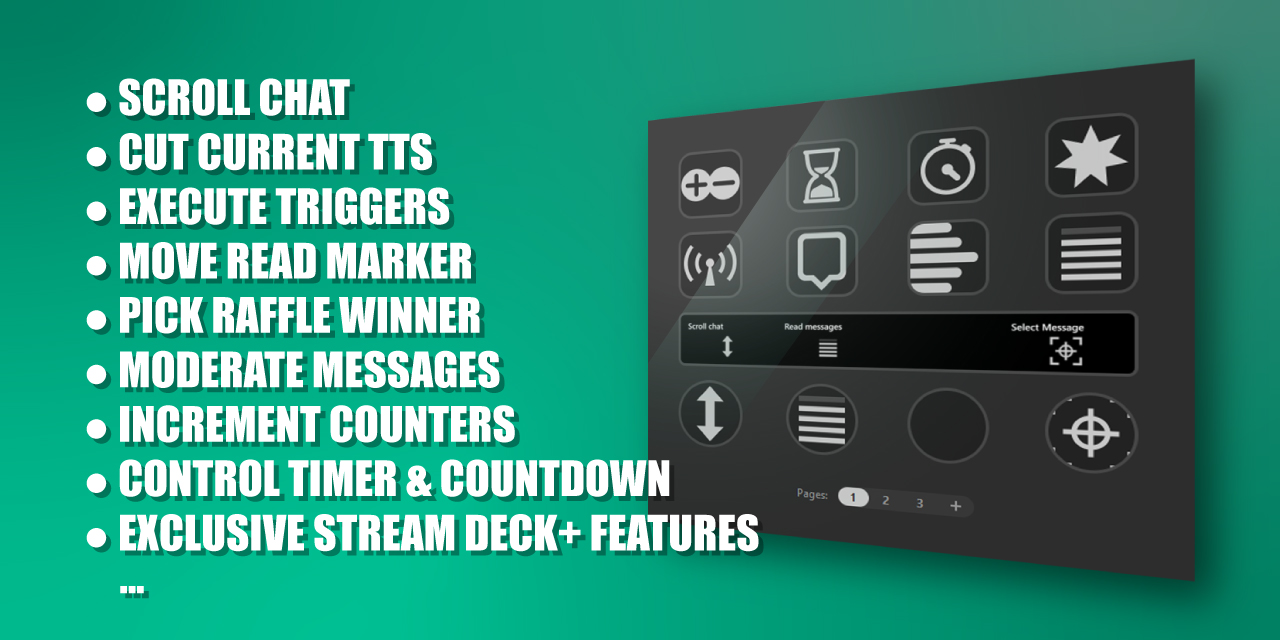 ● SCROLL CHAT
● CUT CURRENT TTS
● EXECUTE TRIGGERS
● MOVE READ MARKER
● PICK RAFFLE WINNER
● MODERATE MESSAGES
● INCREMENT COUNTERS
● CONTROL TIMER & COUNTDOWN
● EXCLUSIVE STREAM DECK+ FEATURES
...
Scroll chat Read messages Select Message
Pages: 1 2 3 +